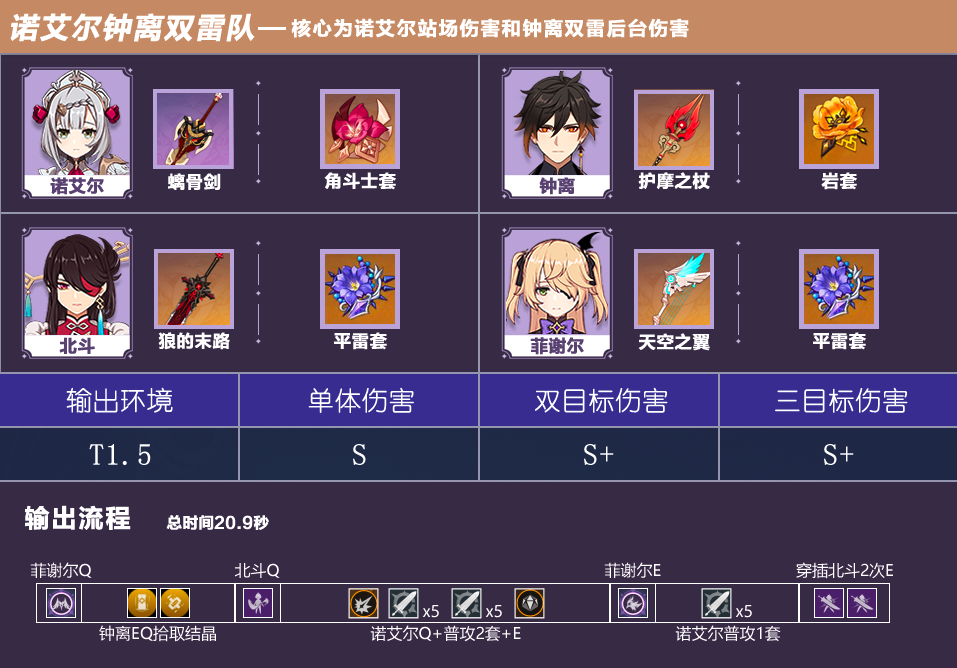 诺艾尔钟离双雷队—核心为诺艾尔站场伤害和钟离双雷后台伤害
诺艾尔
螭骨剑
角斗士套
钟离
护摩之杖
岩套
北斗
狼的末路
平雷套
菲谢尔
天空之翼
平雷套
输出环境
单体伤害
双目标伤害
三目标伤害
T1.5
S
S+
S+
输出流程
总时间20.9秒
菲谢尔Q
北斗Q
菲谢尔E
穿插北斗2次E
x5
x5
x5
钟离EQ拾取结晶
诺艾尔Q+普攻2套+E
诺艾尔普攻1套